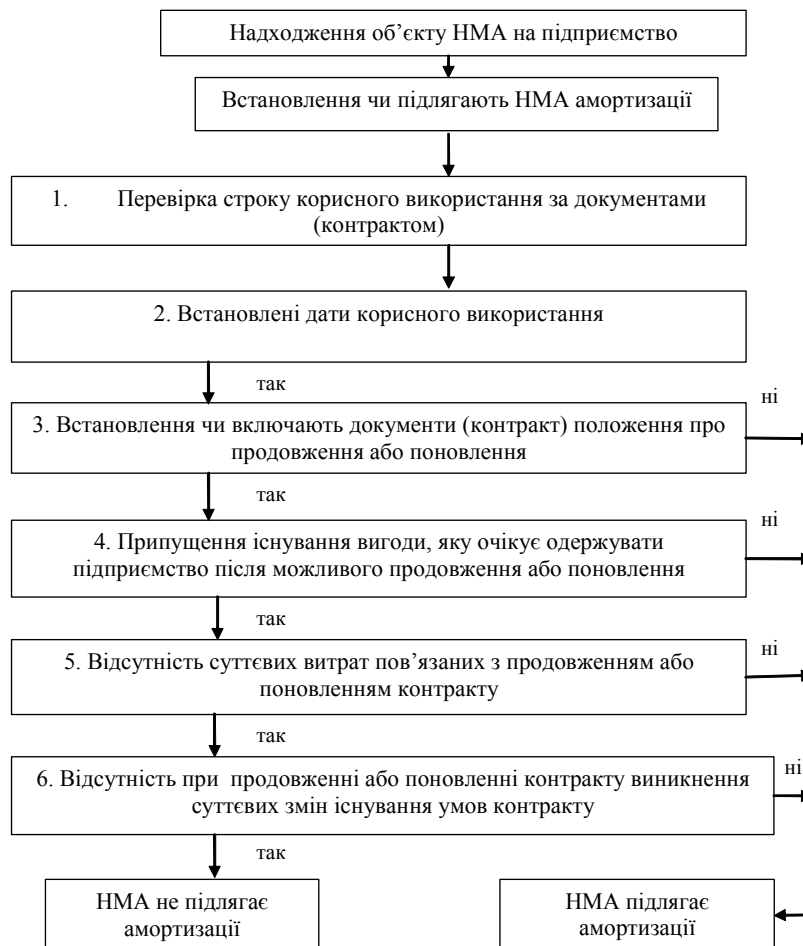 Надходження об’єкту НМА на підприємство
Встановлення чи підлягають НМА амортизації
1. Перевірка строку корисного використання за документами
(контрактом)
2. Встановлені дати корисного використання
так
ні
3. Встановлення чи включають документи (контракт) положення про
продовження або поновлення
так
ні
4. Припущення існування вигоди, яку очікує одержувати
підприємство після можливого продовження або поновлення
так
ні
5. Відсутність суттєвих витрат пов’язаних з продовженням або
поновленням контракту
так
ні
6. Відсутність при продовженні або поновленні контракту виникнення
суттєвих змін існування умов контракту
так
НМА не підлягає
амортизації
НМА підлягає
амортизації